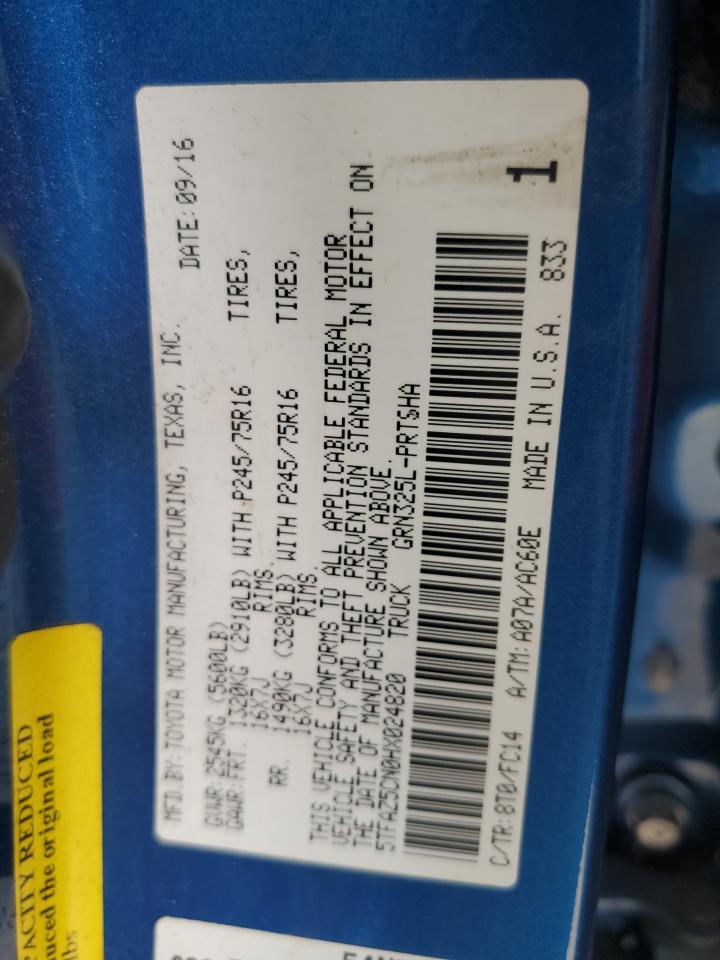 MFD.BY:TOYOTA MOTOR MANUFACTURING, TEXAS, INC. DATE:09/16
GVWR:2545KG (5600LB)
GAWR:FRT. 1320KG (2910LB) WITH P245/75R16 TIRES,
16X7J RIMS.
RR. 1490KG (3280LB) WITH P245/75R16 TIRES,
16X7J RIMS.
THIS VEHICLE CONFORMS TO ALL APPLICABLE FEDERAL MOTOR
VEHICLE SAFETY AND THEFT PREVENTION STANDARDS IN EFFECT ON
THE DATE OF MANUFACTURE SHOWN ABOVE.
5TFAZ5CN0HX024820 TRUCK GRN325L-PRTSHA
C/TR:8T0/FC14 A/TM:A07A/AC60E MADE IN U.S.A. 833
1
REDUCED
the original load
lbs